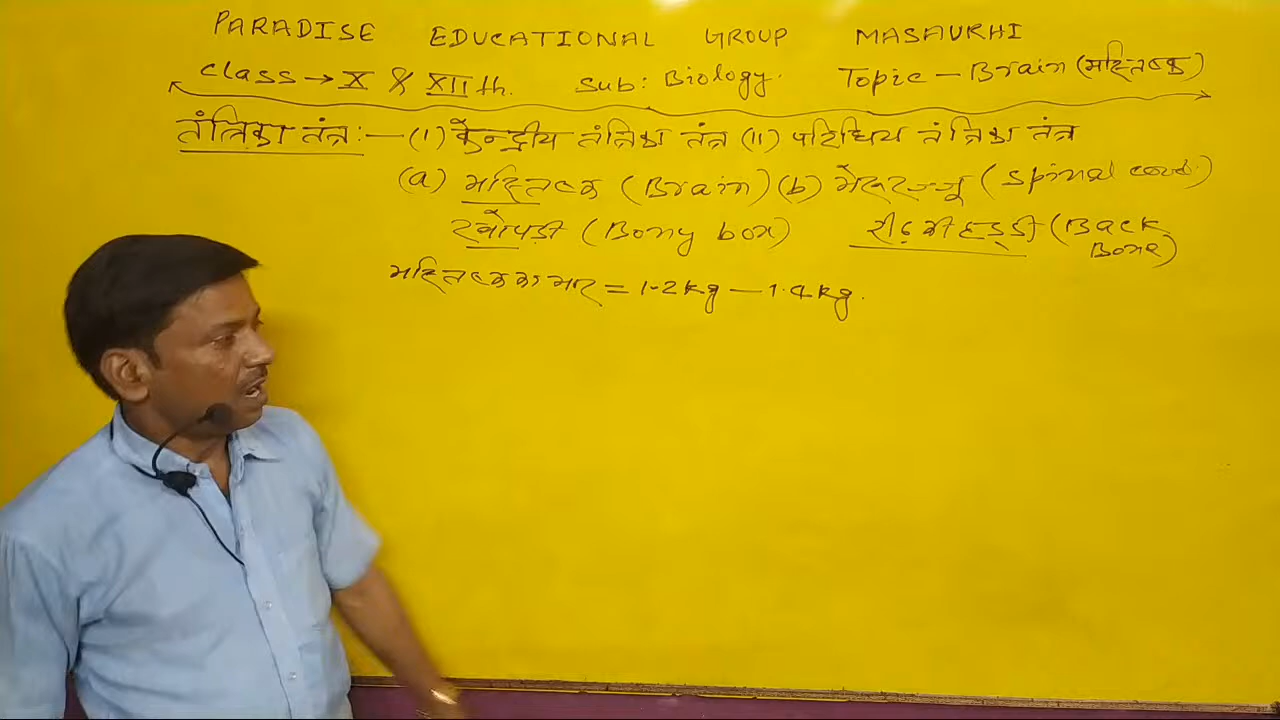 PARADISE EDUCATIONAL GROUP MASAURHI
Class → X & XIIth. Sub: Biology. Topic - Brain (मस्तिष्क)
तंत्रिका तंत्र :- (i) केन्द्रीय तंत्रिका तंत्र (ii) परिधिय तंत्रिका तंत्र
(a) मस्तिष्क (Brain) (b) मेरूरज्जू (Spinal cord)
खोपड़ी (Bony box) रीढ़ की हड्डी (Back Bone)
मस्तिष्क का भार = 1.2 kg - 1.4 kg.